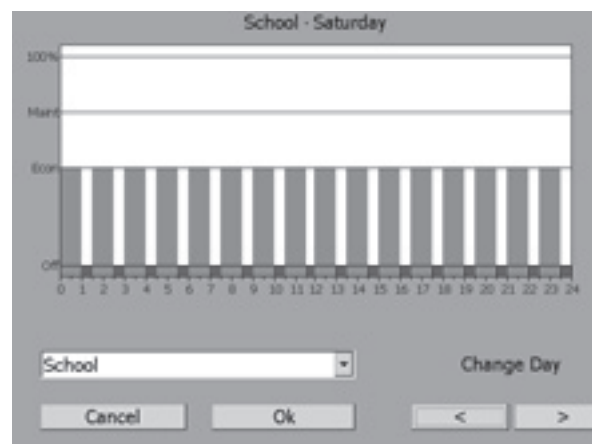 School - Saturday
100%
Maint
Econ
Off
0 1 2 3 4 5 6 7 8 9 10 11 12 13 14 15 16 17 18 19 20 21 22 23 24
School
Change Day
Cancel
Ok
<
>